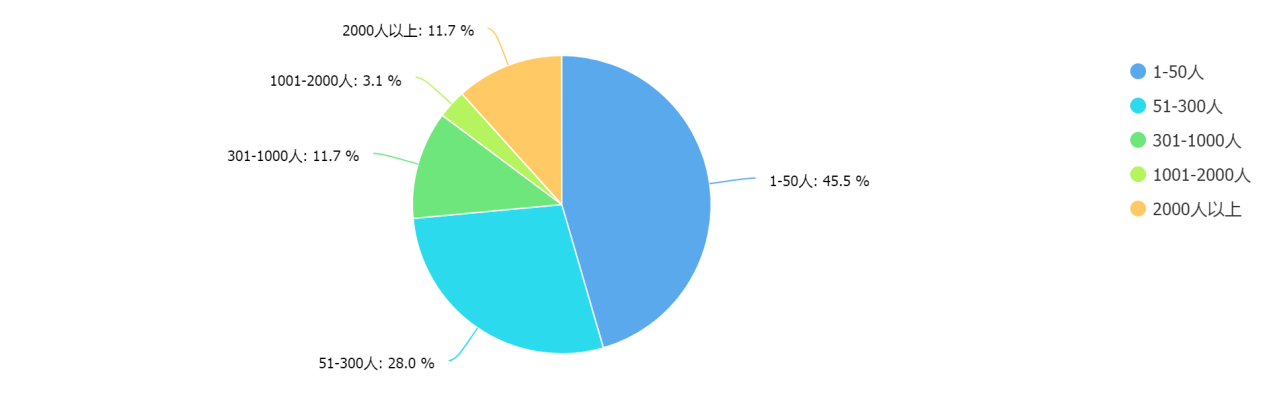 2000人以上: 11.7 %
1001-2000人: 3.1 %
301-1000人: 11.7 %
1-50人: 45.5 %
51-300人: 28.0 %
1-50人
51-300人
301-1000人
1001-2000人
2000人以上